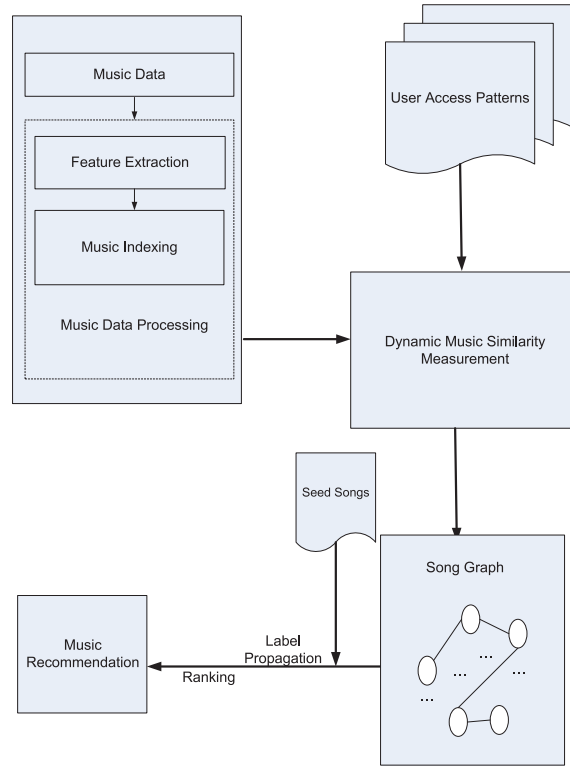 Music Data
Feature Extraction
Music Indexing
Music Data Processing
User Access Patterns
Dynamic Music Similarity
Measurement
Seed Songs
Song Graph
...
...
...
...
...
Label
Propagation
Ranking
Music
Recommendation